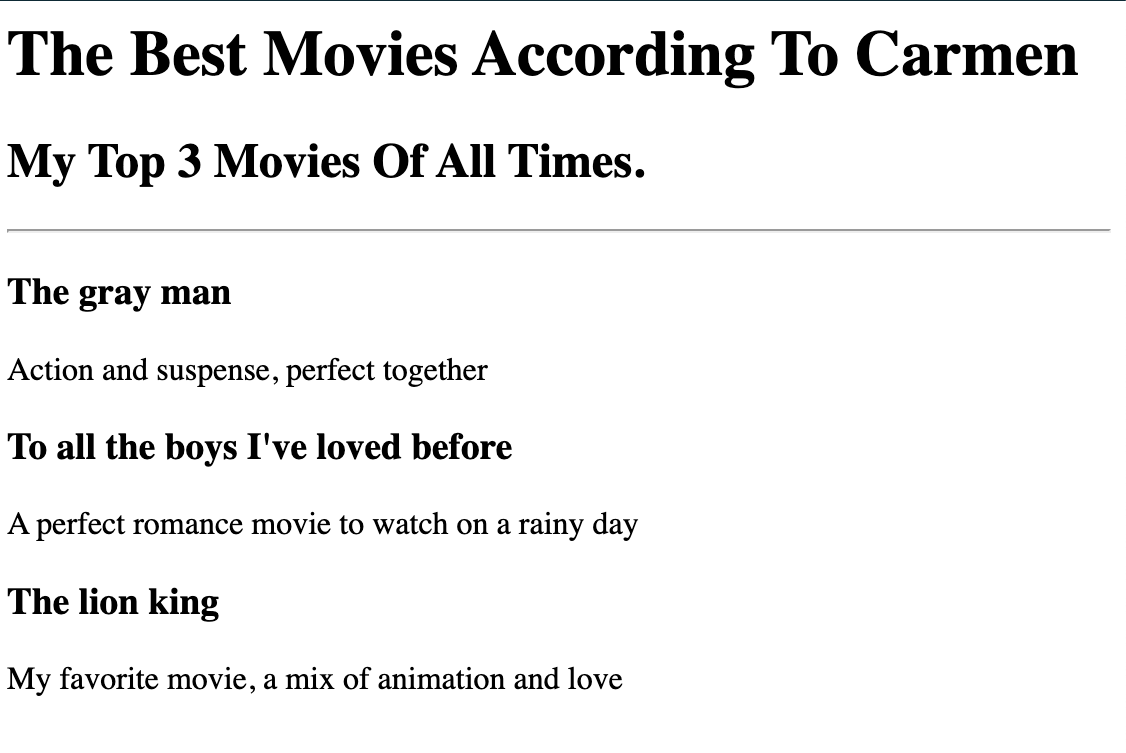 The Best Movies According To Carmen
My Top 3 Movies Of All Times.
The gray man
Action and suspense, perfect together
To all the boys I've loved before
A perfect romance movie to watch on a rainy day
The lion king
My favorite movie, a mix of animation and love